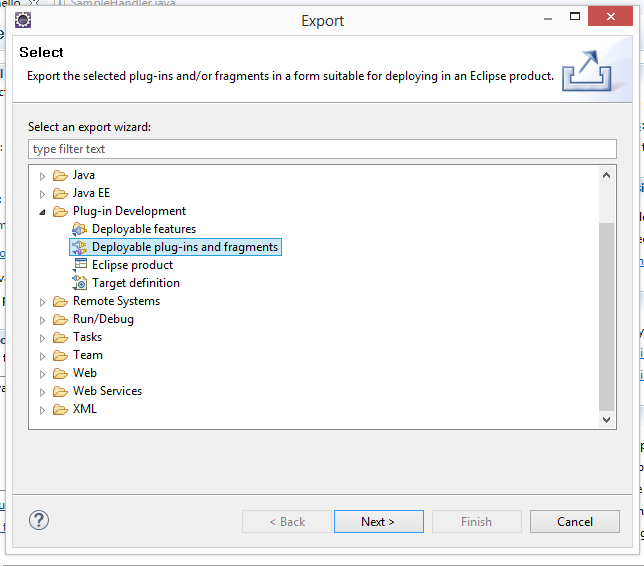 SampleHandler.java
Export
Select
Export the selected plug-ins and/or fragments in a form suitable for deploying in an Eclipse product.
Select an export wizard:
type filter text
Java
Java EE
Plug-in Development
Deployable features
Deployable plug-ins and fragments
Eclipse product
Target definition
Remote Systems
Run/Debug
Tasks
Team
Web
Web Services
XML
?
< Back
Next >
Finish
Cancel